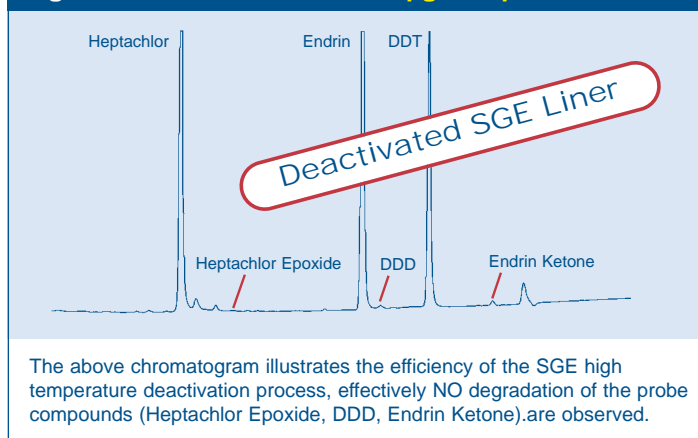 Heptachlor
Endrin
DDT
Deactivated SGE Liner
Heptachlor Epoxide
DDD
Endrin Ketone
The above chromatogram illustrates the efficiency of the SGE high
temperature deactivation process, effectively NO degradation of the probe
compounds (Heptachlor Epoxide, DDD, Endrin Ketone).are observed.